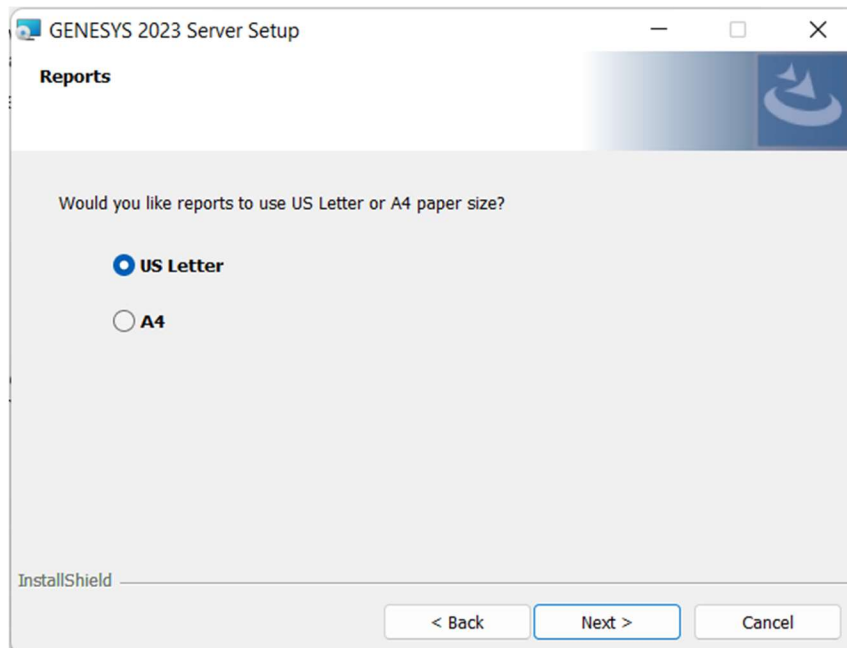 GENESYS 2023 Server Setup
Reports
Would you like reports to use US Letter or A4 paper size?
US Letter
A4
InstallShield
< Back Next > Cancel